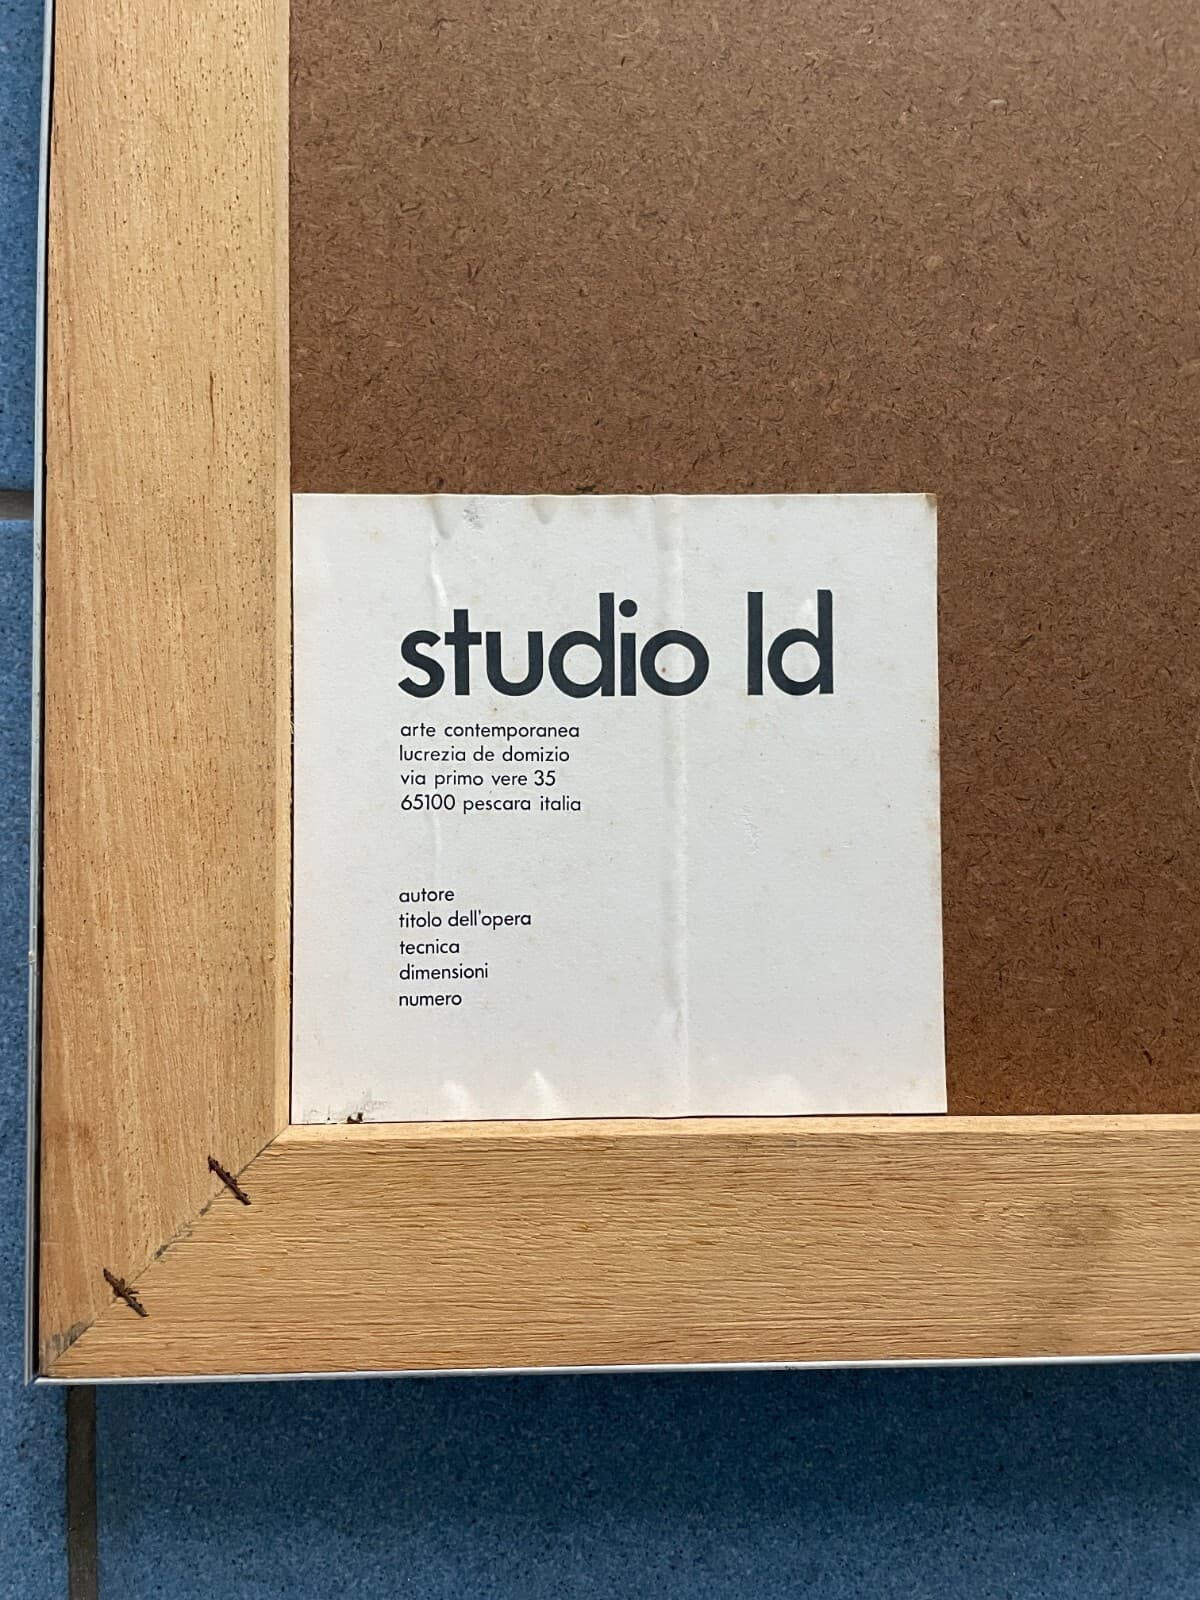 studio ld
arte contemporanea
lucrezia de domizio
via primo vere 35
65100 pescara italia
autore
titolo dell'opera
tecnica
dimensioni
numero